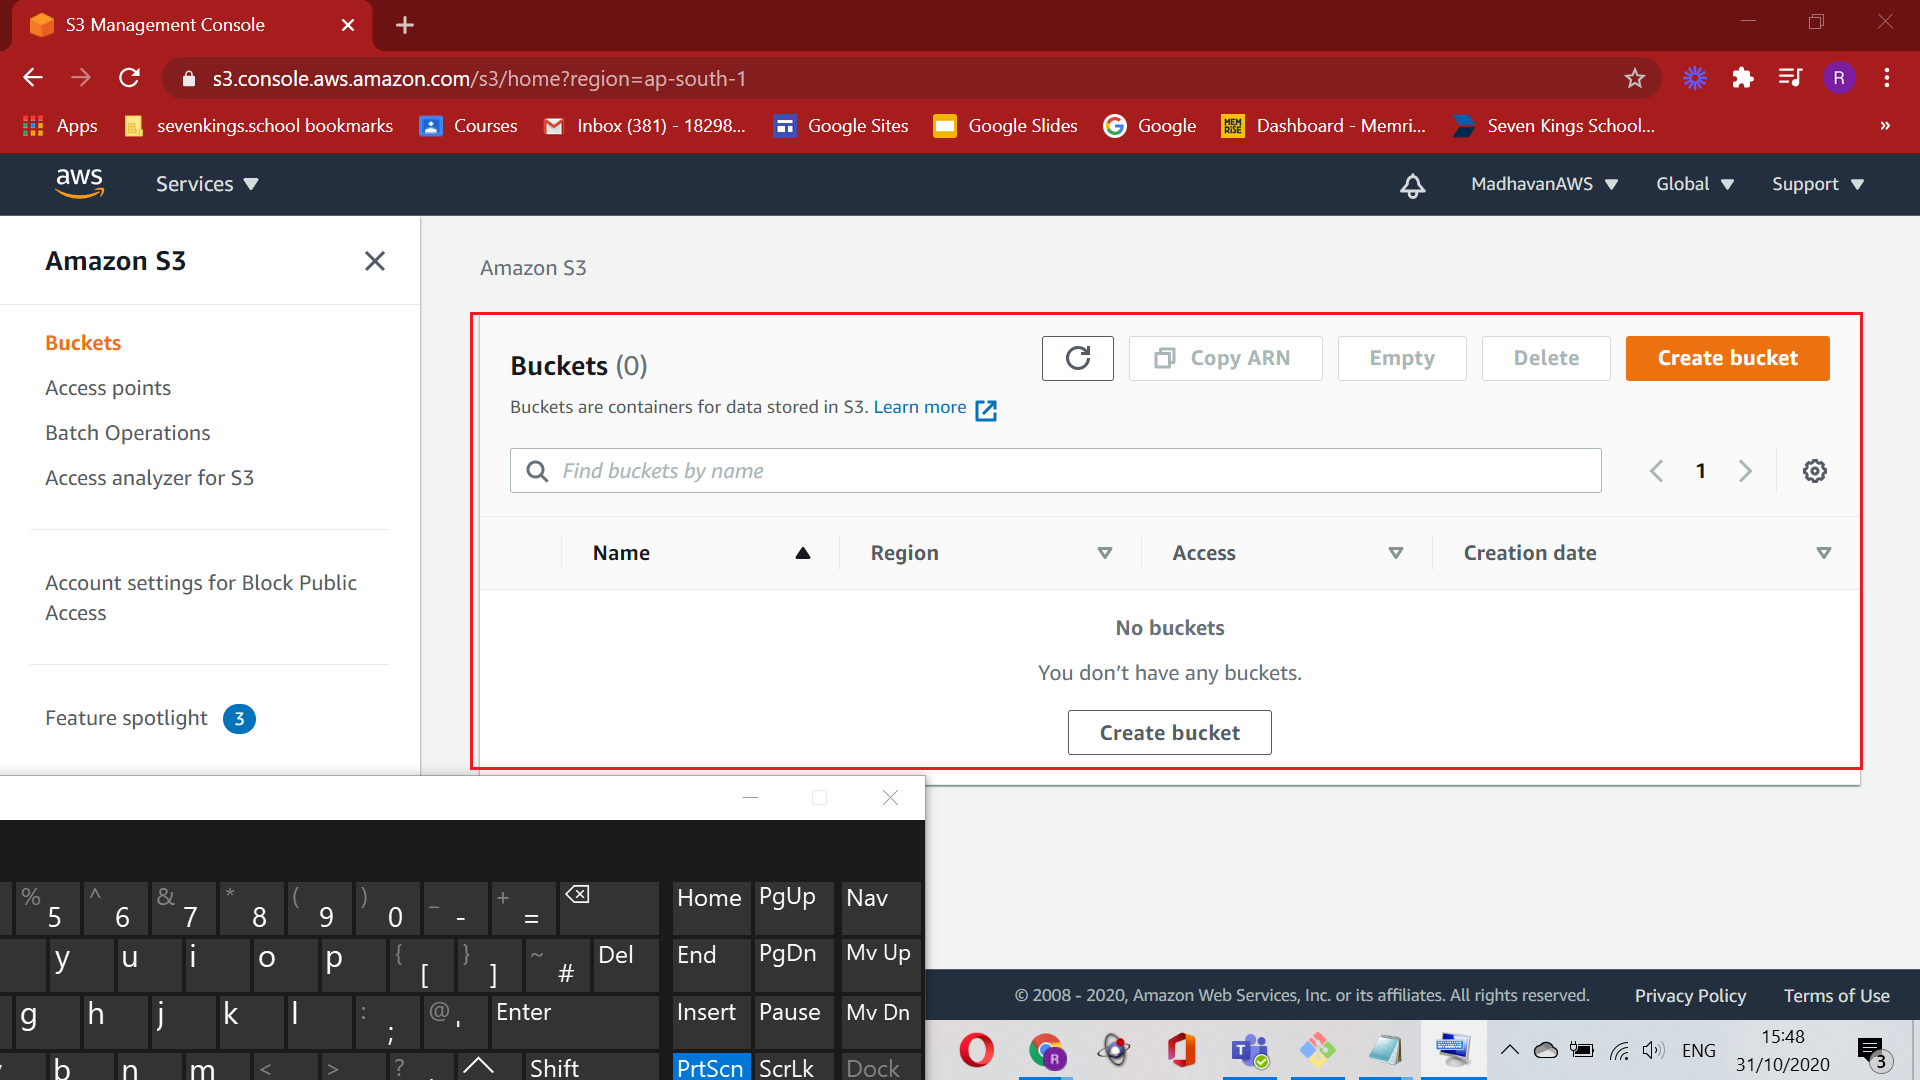 S3 Management Console
s3.console.aws.amazon.com/s3/home?region=ap-south-1
R
Apps
sevenkings.school bookmarks
Courses
Inbox (381) - 18298...
Google Sites
Google Slides
Google
MEM RISE
Dashboard - Memri...
Seven Kings School...
»
aws
Services
MadhavanAWS
Global
Support
Amazon S3
Buckets
Access points
Batch Operations
Access analyzer for S3
Account settings for Block Public
Access
Feature spotlight 3
Amazon S3
Buckets (0)
Copy ARN
Empty
Delete
Create bucket
Buckets are containers for data stored in S3. Learn more
Find buckets by name
1
Name
Region
Access
Creation date
No buckets
You don't have any buckets.
Create bucket
% 5 ^ 6 & 7 * 8 ( 9 ) 0 _ - + = Home PgUp Nav
y u i o p { [ } ] ~ # Del End PgDn Mv Up
g h j k l : ; @ ' Enter Insert Pause Mv Dn
b n m < > ? Shift PrtScn ScrLk Dock
© 2008 - 2020, Amazon Web Services, Inc. or its affiliates. All rights reserved.
Privacy Policy
Terms of Use
R
T
ENG
15:48
31/10/2020
3